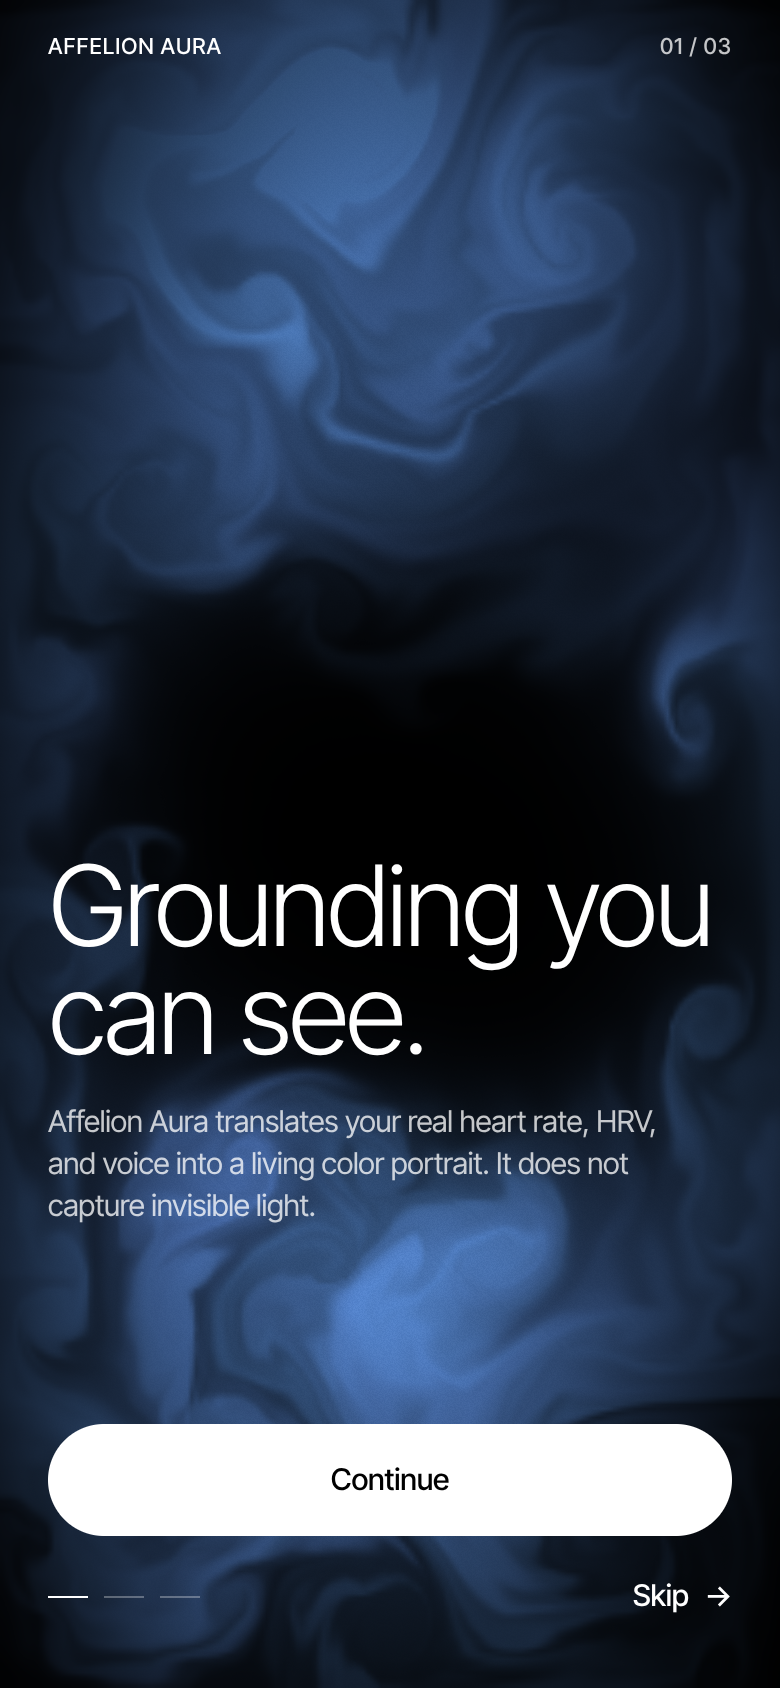 AFFELION AURA
01 / 03
Grounding you
can see.
Affelion Aura translates your real heart rate, HRV,
and voice into a living color portrait. It does not
capture invisible light.
Continue
Skip →